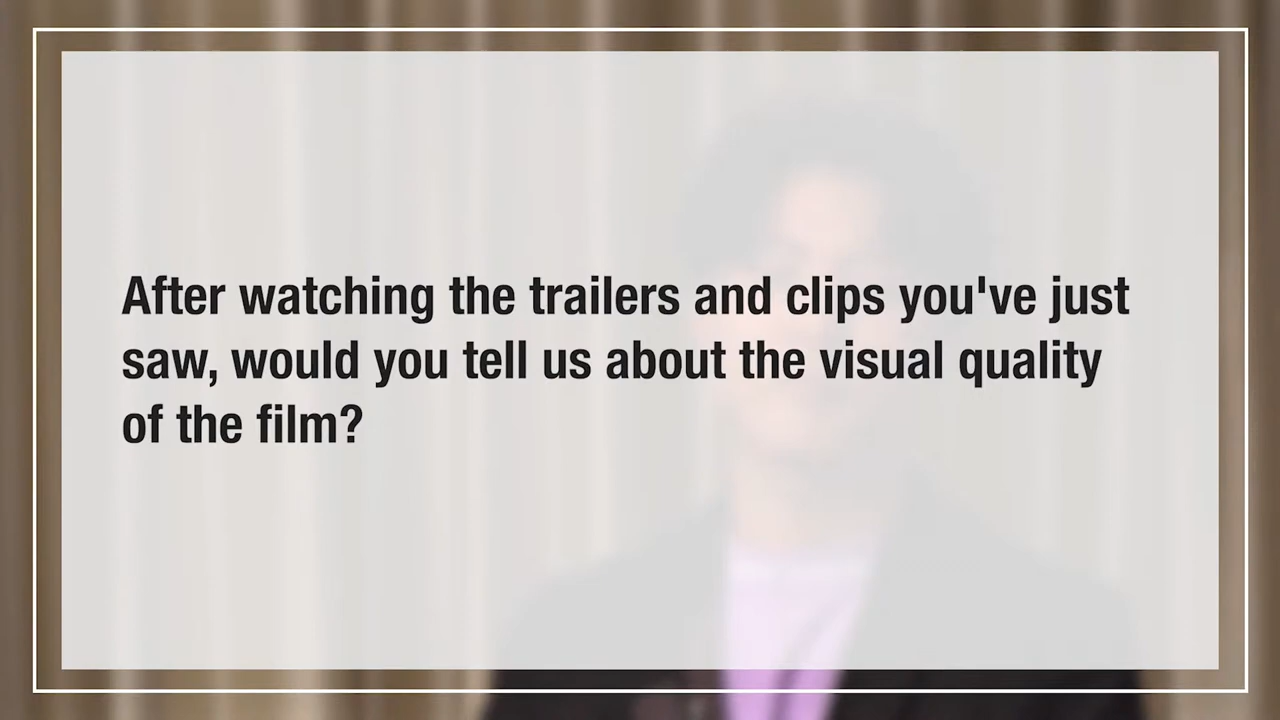 After watching the trailers and clips you've just
saw, would you tell us about the visual quality
of the film?